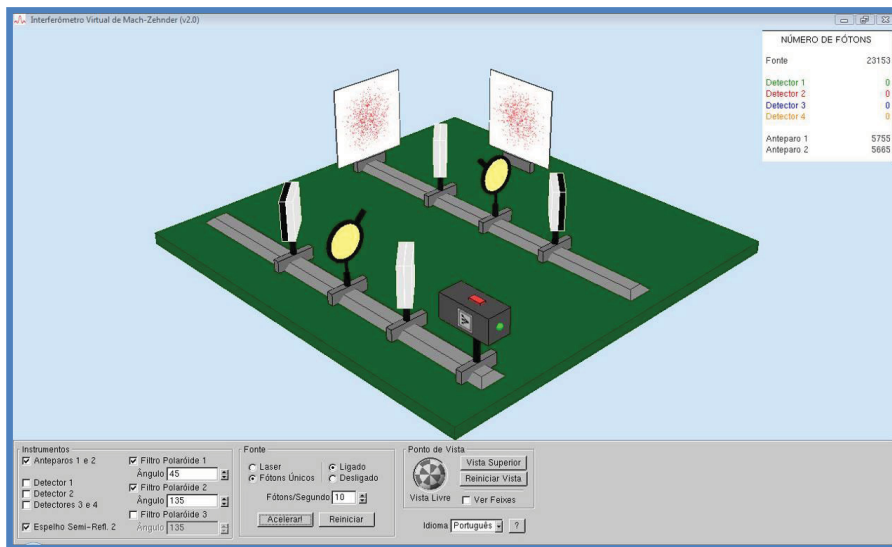 Interferômetro Virtual de Mach-Zehnder (v2.0)
NÚMERO DE FÓTONS
Fonte 23153
Detector 1 0
Detector 2 0
Detector 3 0
Detector 4 0
Anteparo 1 5755
Anteparo 2 5665
Instrumentos
Anteparos 1 e 2
Detector 1
Detector 2
Detectores 3 e 4
Espelho Semi-Refl. 2
Filtro Polaróide 1
Ângulo 45
Filtro Polaróide 2
Ângulo 135
Filtro Polaróide 3
Ângulo 135
Fonte
Laser
Fótons Únicos
Ligado
Desligado
Fótons/Segundo 10
Acelerar!
Reiniciar
Ponto de Vista
Vista Livre
Vista Superior
Reiniciar Vista
Ver Feixes
Idioma Português ?